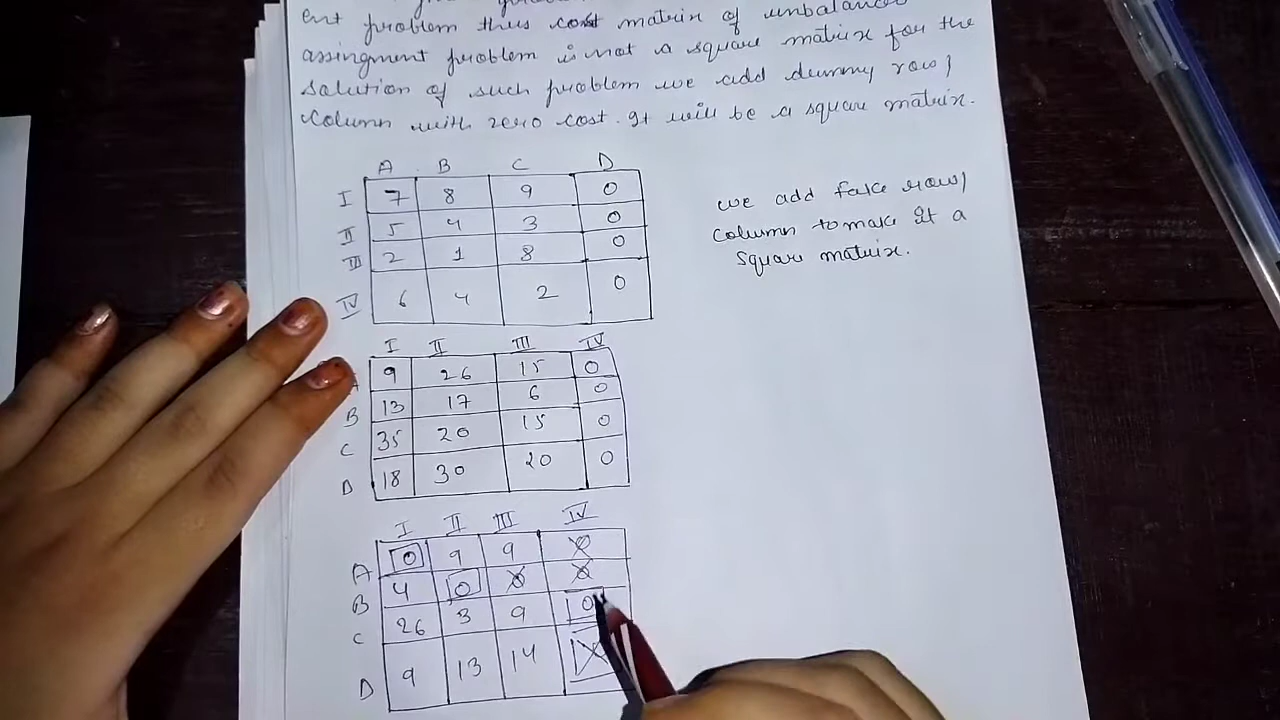 ent problem thus cost matrix of unbalanced
assingment problem is not a square matrix for the
solution of such problem we add dummy row/
column with zero cost. It will be a square matrix.
A B C D
I 7 8 9 0
II 5 4 3 0
III 2 1 8 0
IV 6 4 2 0
we add fake row/
column to make it a
square matrix.
I II III IV
9 26 15 0
B 13 17 6 0
C 35 20 15 0
D 18 30 20 0
I II III IV
A 0 9 9 0
B 4 0 0 0
C 26 3 9 0
D 9 13 14